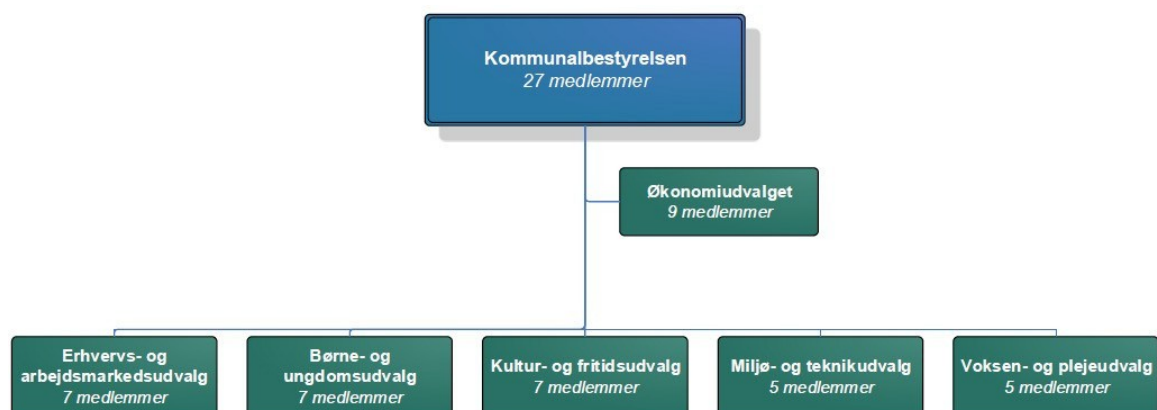 Kommunalbestyrelsen
27 medlemmer
Økonomiudvalget
9 medlemmer
Erhvervs- og
arbejdsmarkedsudvalg
7 medlemmer
Børne- og
ungdomsudvalg
7 medlemmer
Kultur- og fritidsudvalg
7 medlemmer
Miljø- og teknikudvalg
5 medlemmer
Voksen- og plejeudvalg
5 medlemmer